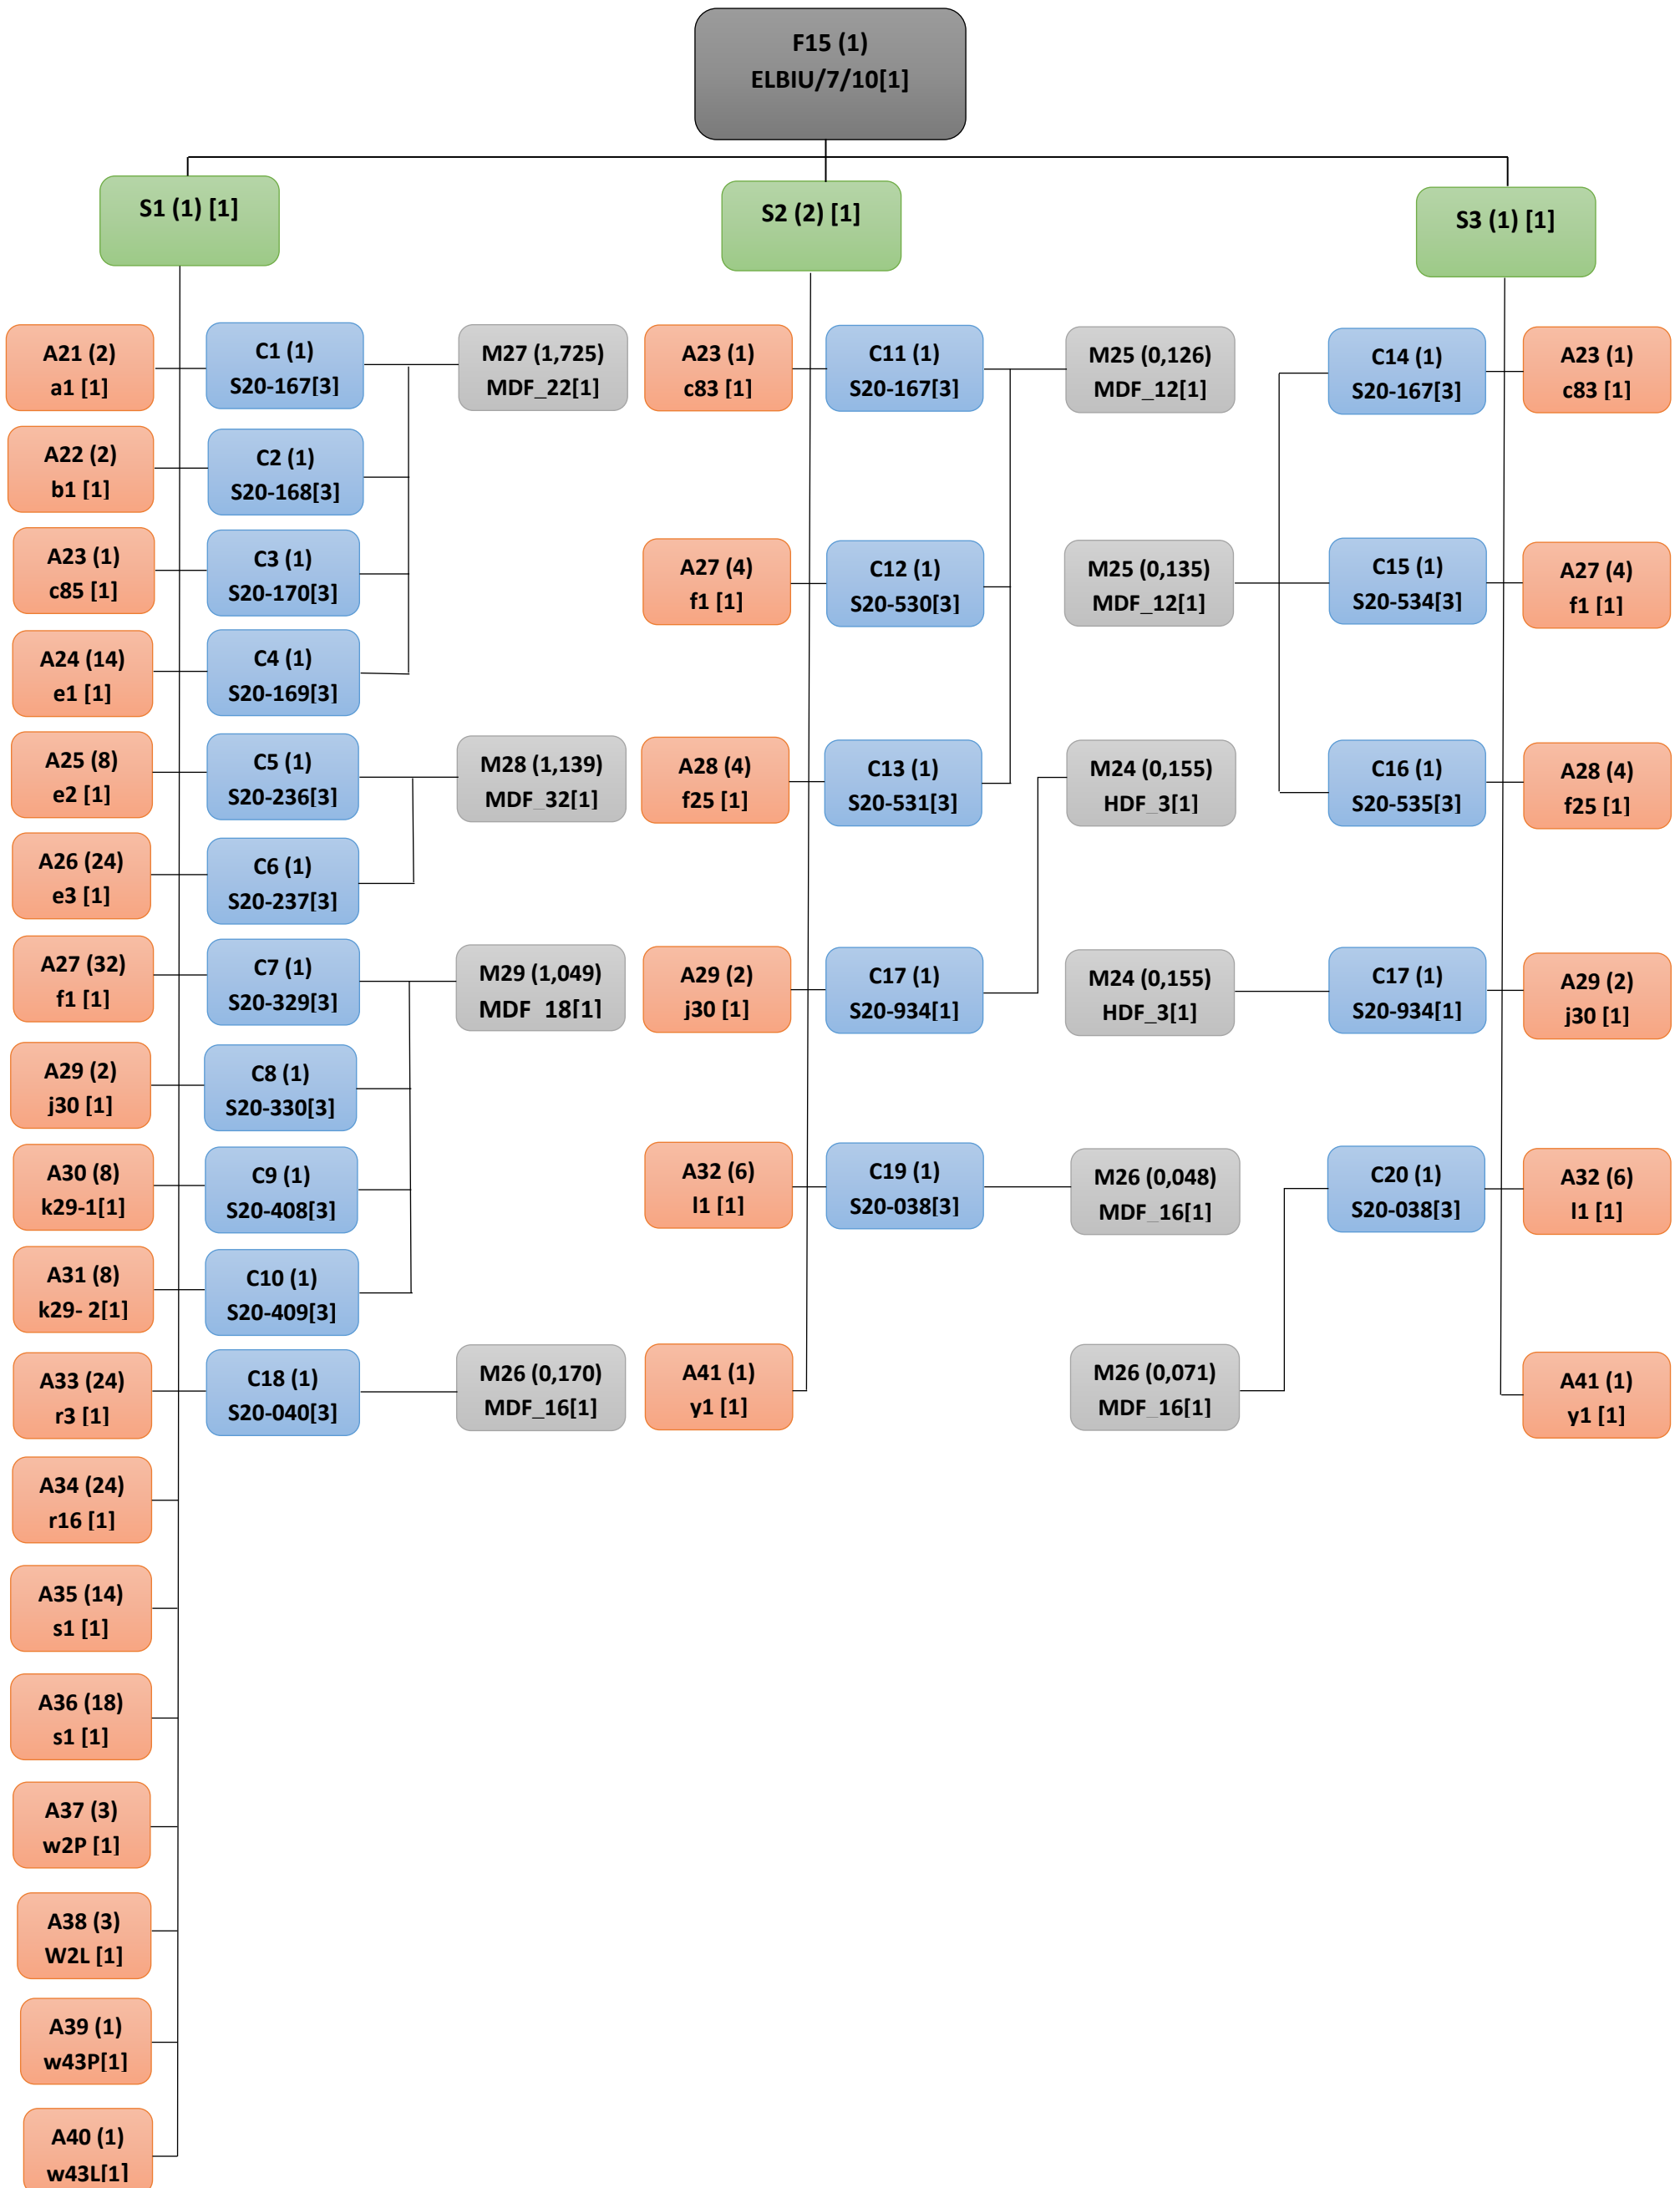 F15 (1)
ELBIU/7/10[1]
S1 (1) [1]
S2 (2) [1]
S3 (1) [1]
A21 (2)
a1 [1]
C1 (1)
S20-167[3]
M27 (1,725)
MDF_22[1]
A23 (1)
c83 [1]
C11 (1)
S20-167[3]
M25 (0,126)
MDF_12[1]
C14 (1)
S20-167[3]
A23 (1)
c83 [1]
A22 (2)
b1 [1]
C2 (1)
S20-168[3]
A23 (1)
c85 [1]
C3 (1)
S20-170[3]
A27 (4)
f1 [1]
C12 (1)
S20-530[3]
M25 (0,135)
MDF_12[1]
C15 (1)
S20-534[3]
A27 (4)
f1 [1]
A24 (14)
e1 [1]
C4 (1)
S20-169[3]
A25 (8)
e2 [1]
C5 (1)
S20-236[3]
M28 (1,139)
MDF_32[1]
A28 (4)
f25 [1]
C13 (1)
S20-531[3]
M24 (0,155)
HDF_3[1]
C16 (1)
S20-535[3]
A28 (4)
f25 [1]
A26 (24)
e3 [1]
C6 (1)
S20-237[3]
A27 (32)
f1 [1]
C7 (1)
S20-329[3]
M29 (1,049)
MDF_18[1]
A29 (2)
j30 [1]
C17 (1)
S20-934[1]
M24 (0,155)
HDF_3[1]
C17 (1)
S20-934[1]
A29 (2)
j30 [1]
A29 (2)
j30 [1]
C8 (1)
S20-330[3]
A30 (8)
k29-1[1]
C9 (1)
S20-408[3]
A32 (6)
l1 [1]
C19 (1)
S20-038[3]
M26 (0,048)
MDF_16[1]
C20 (1)
S20-038[3]
A32 (6)
l1 [1]
A31 (8)
k29- 2[1]
C10 (1)
S20-409[3]
A33 (24)
r3 [1]
C18 (1)
S20-040[3]
M26 (0,170)
MDF_16[1]
A41 (1)
y1 [1]
M26 (0,071)
MDF_16[1]
A41 (1)
y1 [1]
A34 (24)
r16 [1]
A35 (14)
s1 [1]
A36 (18)
s1 [1]
A37 (3)
w2P [1]
A38 (3)
W2L [1]
A39 (1)
w43P[1]
A40 (1)
w43L[1]